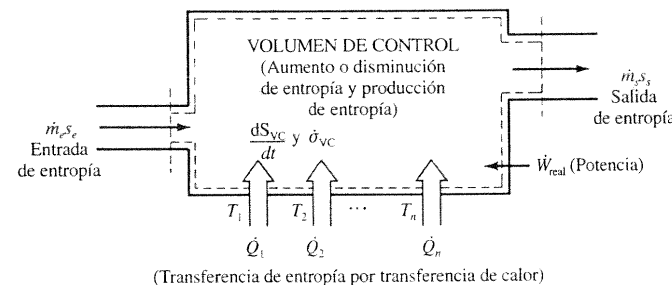 VOLUMEN DE CONTROL
(Aumento o disminución
de entropía y producción
de entropía)
dS_VC/dt y σ̇_VC
ṁₑsₑ
Entrada
de entropía
ṁₛsₛ
Salida
de entropía
Ẇ_real (Potencia)
T₁ T₂ ⋯ Tₙ
Q̇₁ Q̇₂ Q̇ₙ
(Transferencia de entropía por transferencia de calor)